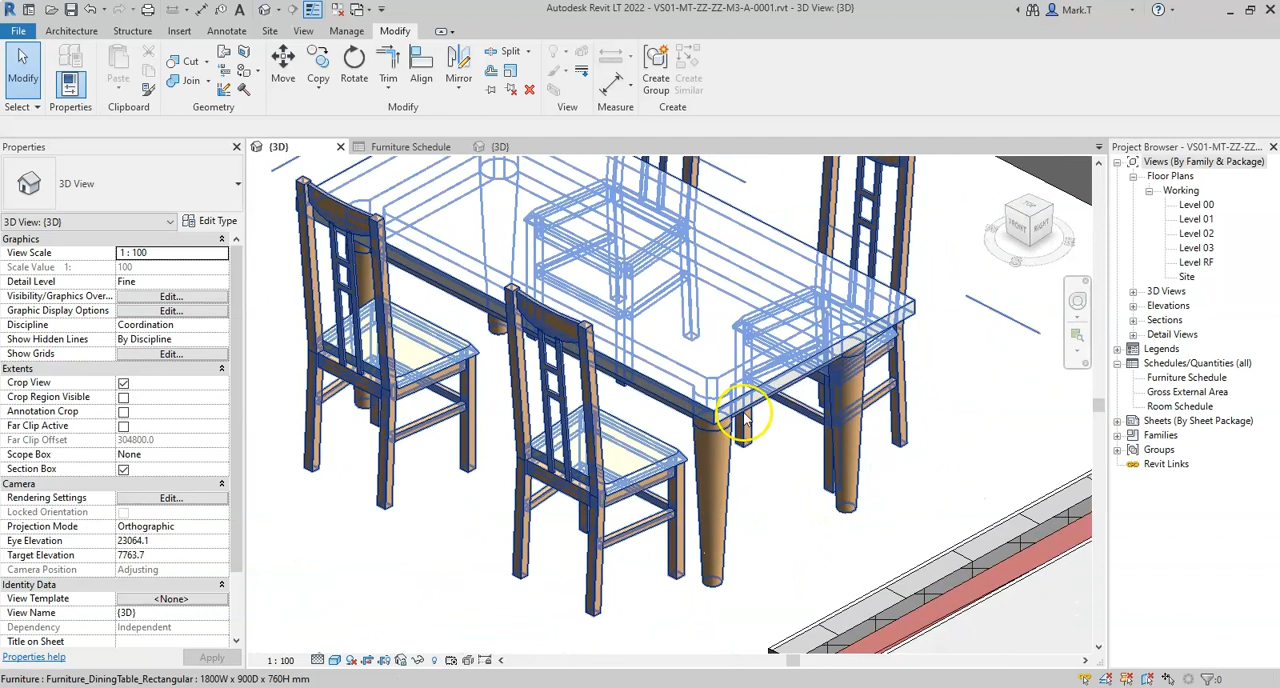 Autodesk Revit LT 2022 - VS01-MT-ZZ-ZZ-M3-A-0001.rvt - 3D View: {3D}
Mark.T
File Architecture Structure Insert Annotate Site View Manage Modify
Modify
Select
Properties
Paste
Clipboard
Cut
Join
Geometry
Move Copy Rotate Trim Align Mirror
Split
Modify
View
Measure
Create Group
Create Similar
Create
Properties
3D View
3D View: {3D}
Edit Type
Graphics
View Scale 1 : 100
Scale Value 1: 100
Detail Level Fine
Visibility/Graphics Over... Edit...
Graphic Display Options Edit...
Discipline Coordination
Show Hidden Lines By Discipline
Show Grids Edit...
Extents
Crop View
Crop Region Visible
Annotation Crop
Far Clip Active
Far Clip Offset 304800.0
Scope Box None
Section Box
Camera
Rendering Settings Edit...
Locked Orientation
Projection Mode Orthographic
Eye Elevation 23064.1
Target Elevation 7763.7
Camera Position Adjusting
Identity Data
View Template <None>
View Name {3D}
Dependency Independent
Title on Sheet
Properties help
Apply
{3D}
Furniture Schedule
{3D}
TOP
FRONT
RIGHT
1 : 100
Project Browser - VS01-MT-ZZ-ZZ...
Views (By Family & Package)
Floor Plans
Working
Level 00
Level 01
Level 02
Level 03
Level RF
Site
3D Views
Elevations
Sections
Detail Views
Legends
Schedules/Quantities (all)
Furniture Schedule
Gross External Area
Room Schedule
Sheets (By Sheet Package)
Families
Groups
Revit Links
Furniture : Furniture_DiningTable_Rectangular : 1800W x 900D x 760H mm
:0